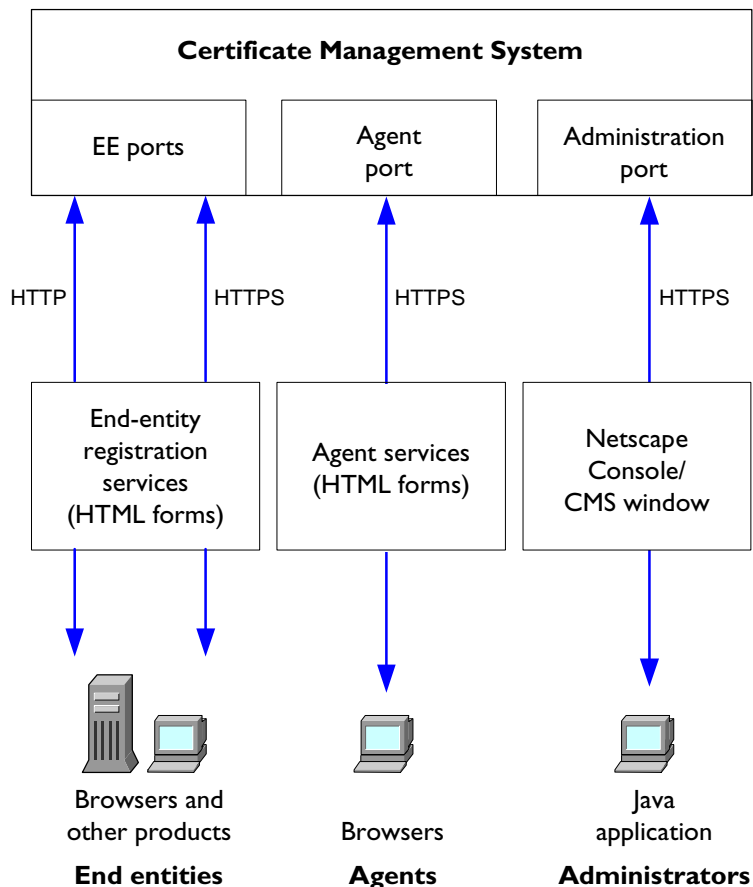 Certificate Management System
EE ports
Agent
port
Administration
port
HTTP
HTTPS
HTTPS
HTTPS
End-entity
registration
services
(HTML forms)
Agent services
(HTML forms)
Netscape
Console/
CMS window
Browsers and
other products
Browsers
Java
application
End entities
Agents
Administrators